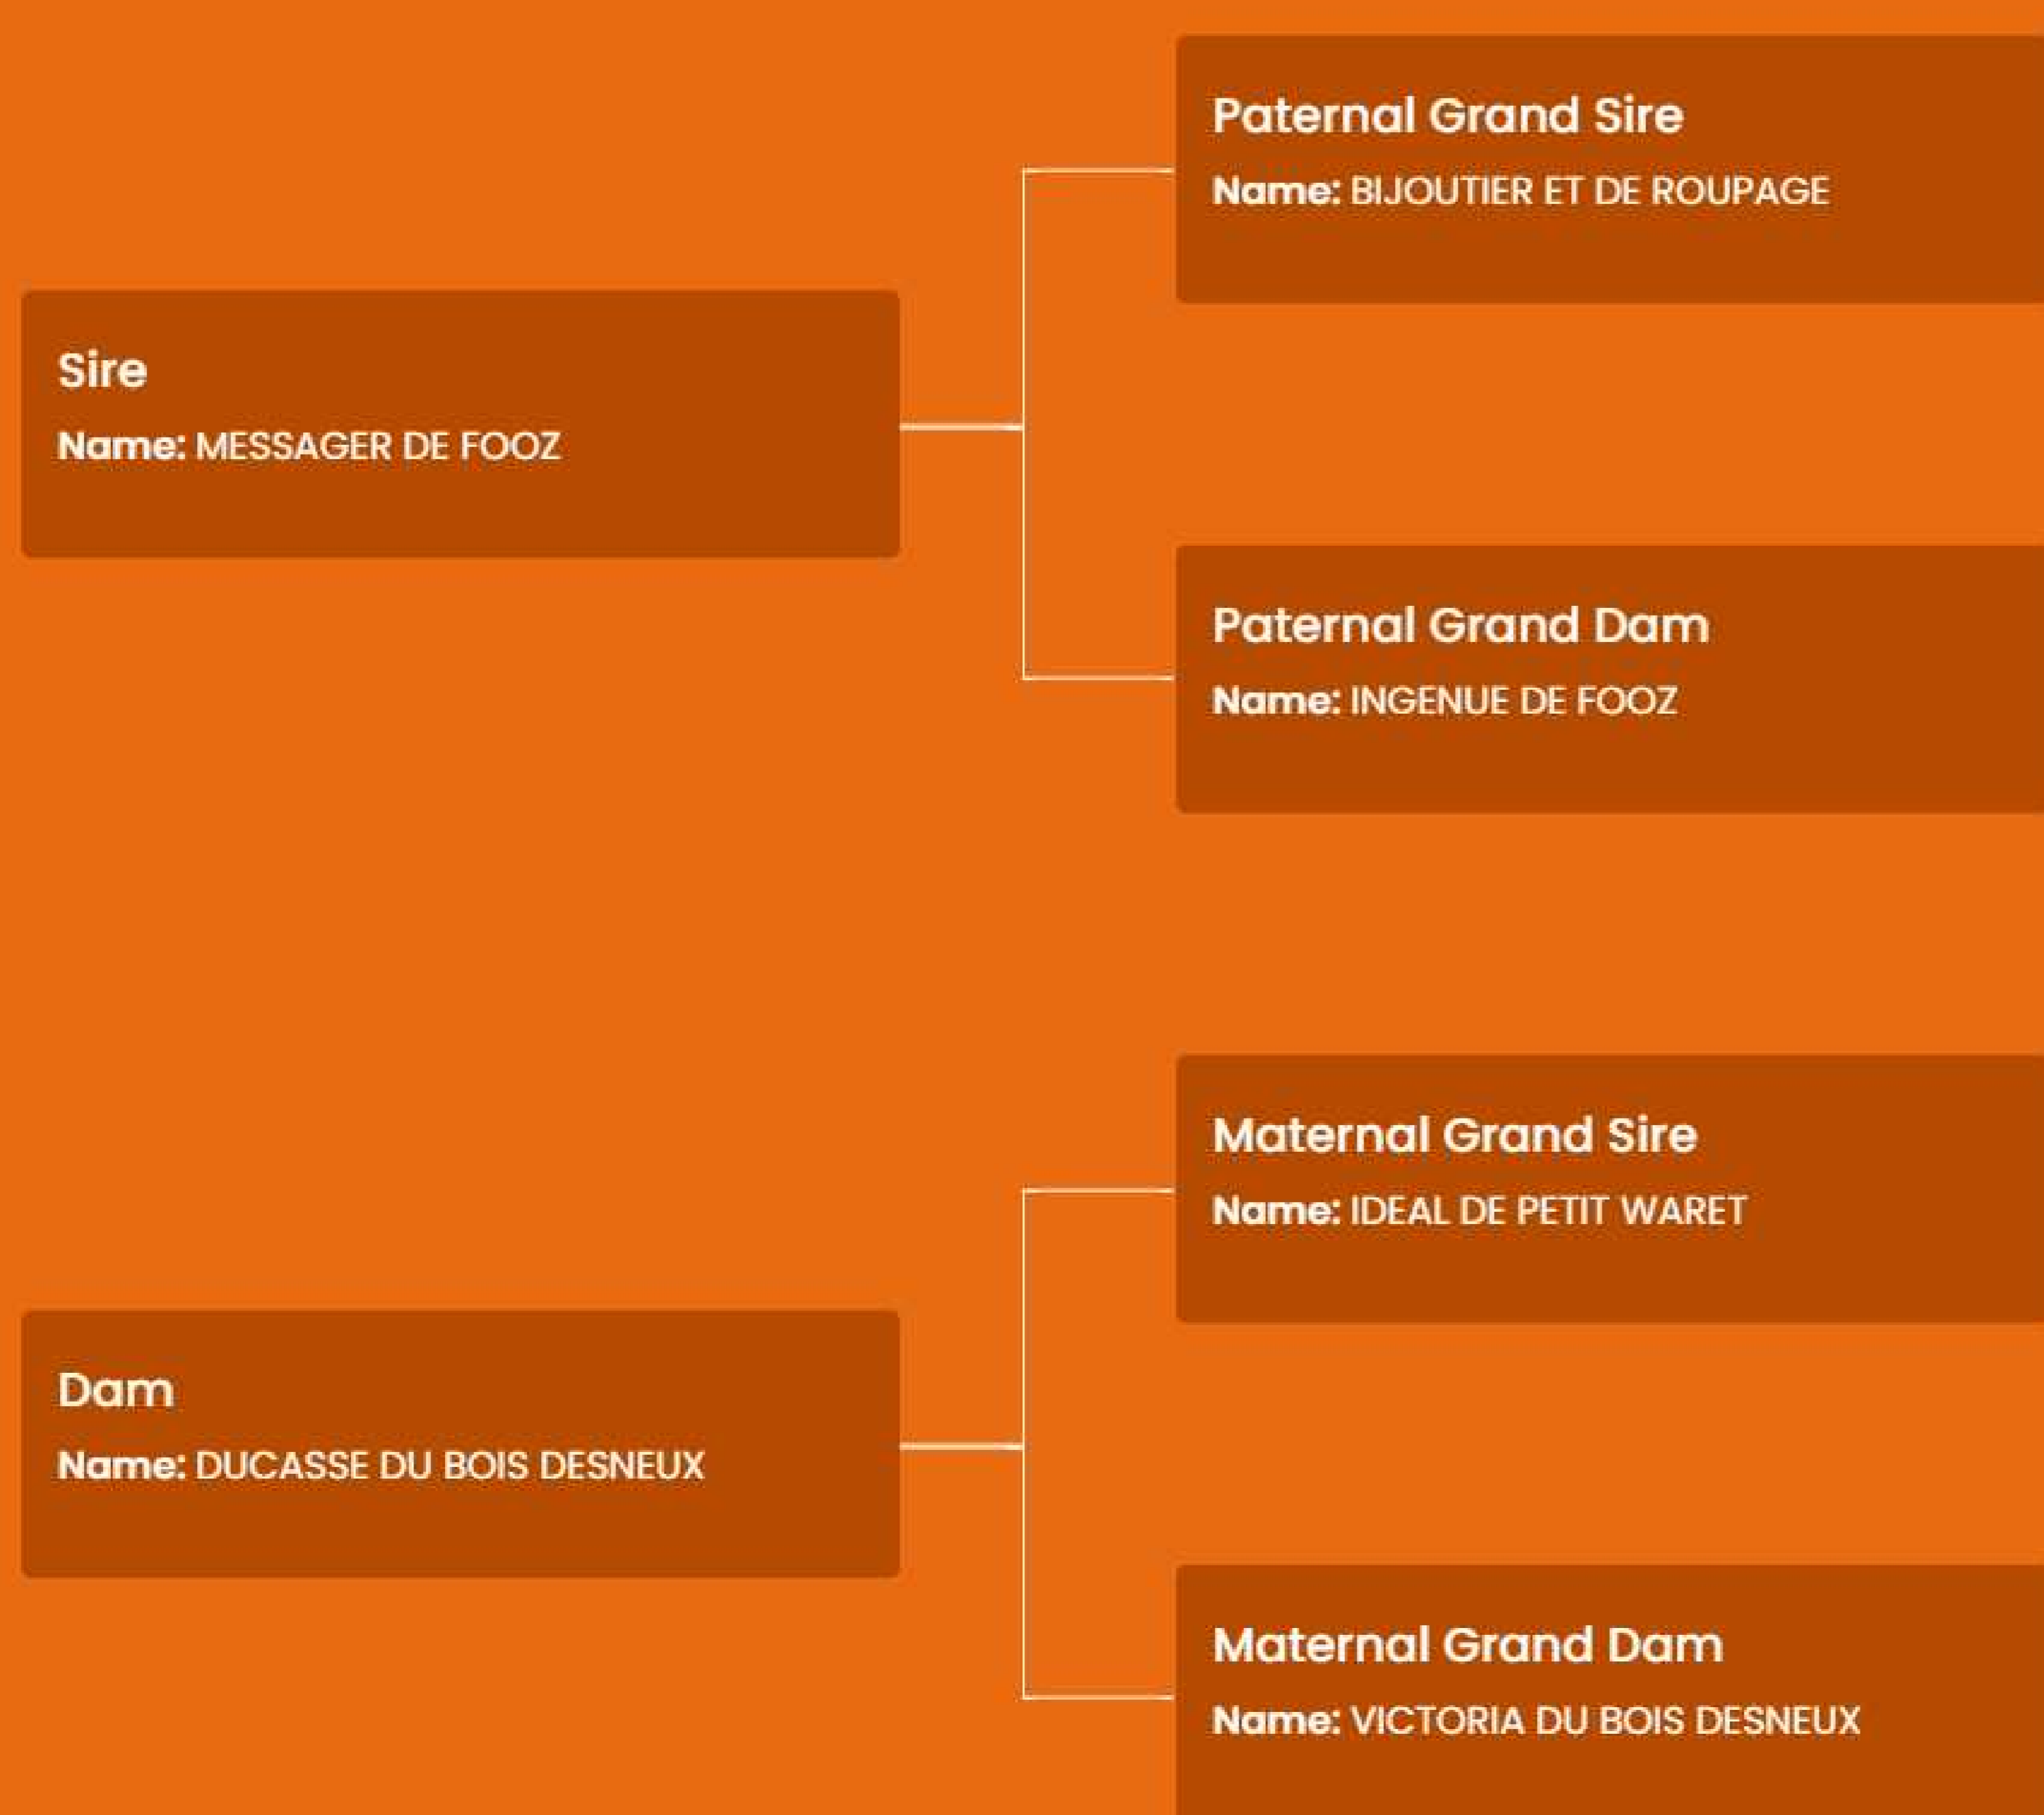 Paternal Grand Sire
Name: BIJOUTIER ET DE ROUPAGE
Sire
Name: MESSAGER DE FOOZ
Paternal Grand Dam
Name: INGENUE DE FOOZ
Maternal Grand Sire
Name: IDEAL DE PETIT WARET
Dam
Name: DUCASSE DU BOIS DESNEUX
Maternal Grand Dam
Name: VICTORIA DU BOIS DESNEUX